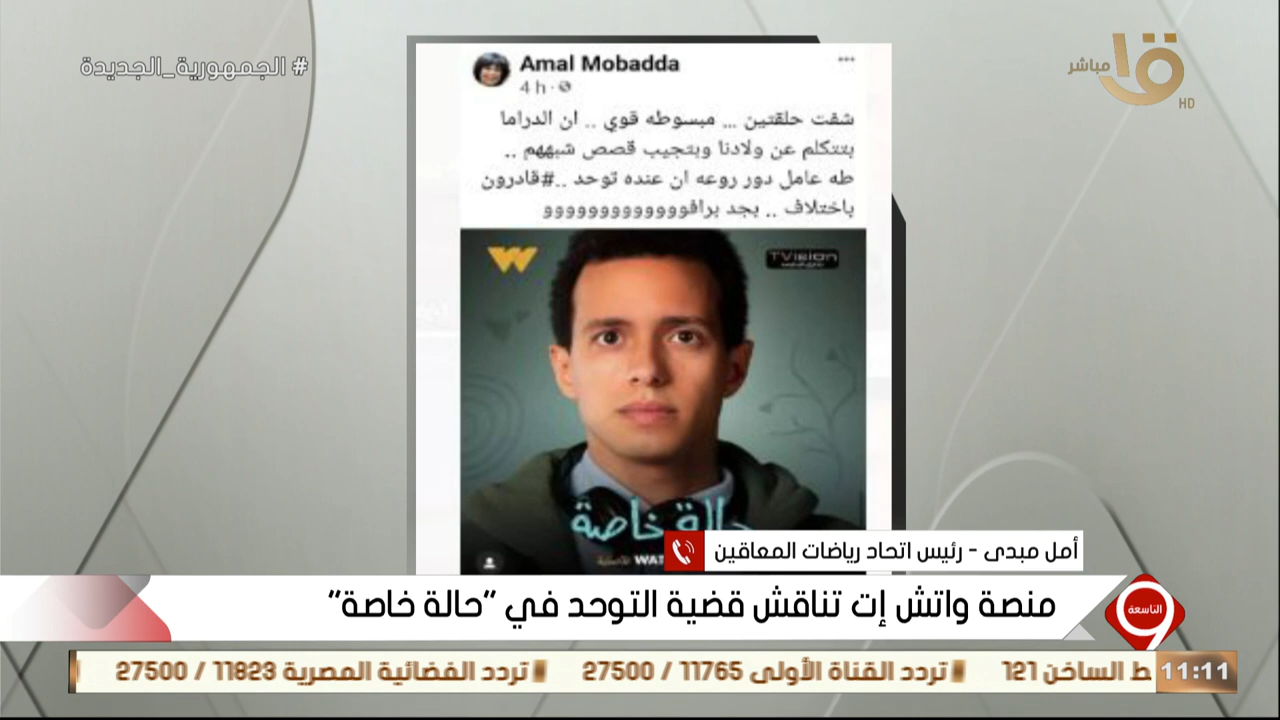 # الجمهورية_الجديدة
مباشر
HD
Amal Mobadda
4 h
شفت حلقتين ... مبسوطه قوي .. ان الدراما
بتتكلم عن ولادنا وبتجيب قصص شبههم ..
طه عامل دور روعه ان عنده توحد ..#قادرون
باختلاف .. بجد برافوووووووووووووو
W
TVision
حالة خاصة
أمل مبدى - رئيس اتحاد رياضات المعاقين
منصة واتش إت تناقش قضية التوحد في "حالة خاصة"
التاسعة
9
11:11
ط الساخن 121 تردد القناة الأولى 11765 / 27500 تردد الفضائية المصرية 11823 / 27500